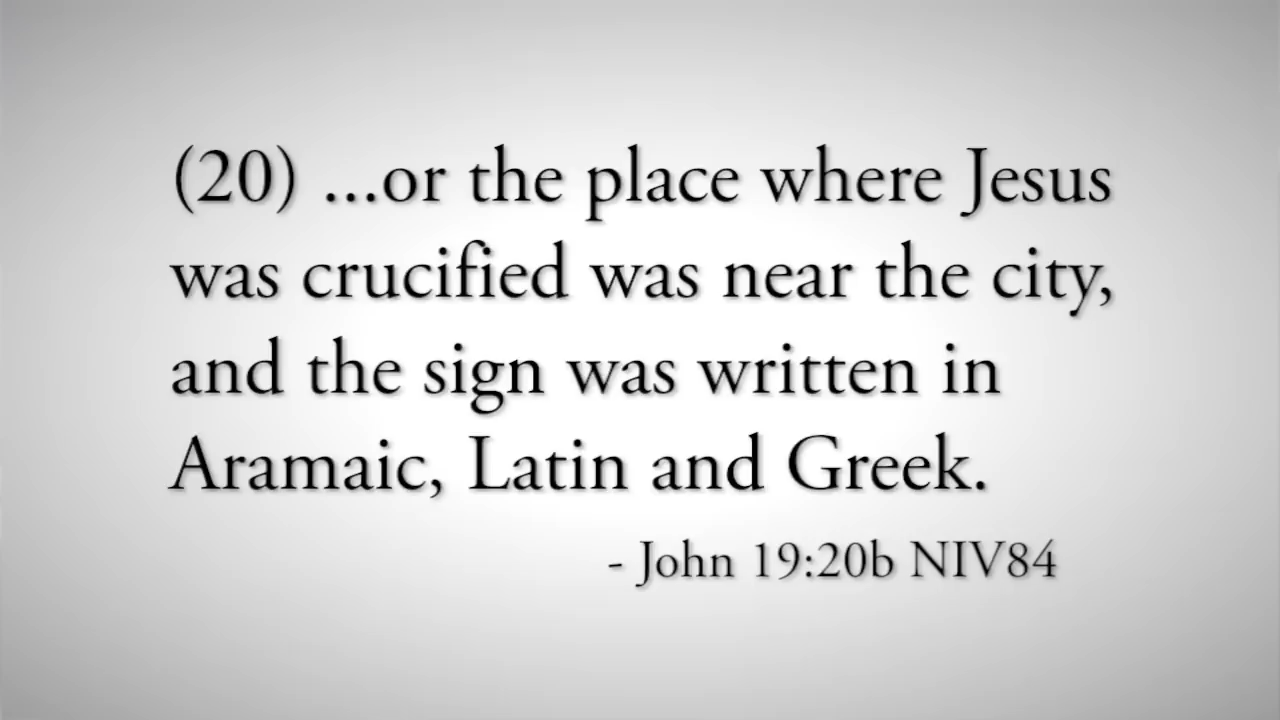 (20) ...or the place where Jesus
was crucified was near the city,
and the sign was written in
Aramaic, Latin and Greek.
- John 19:20b NIV84